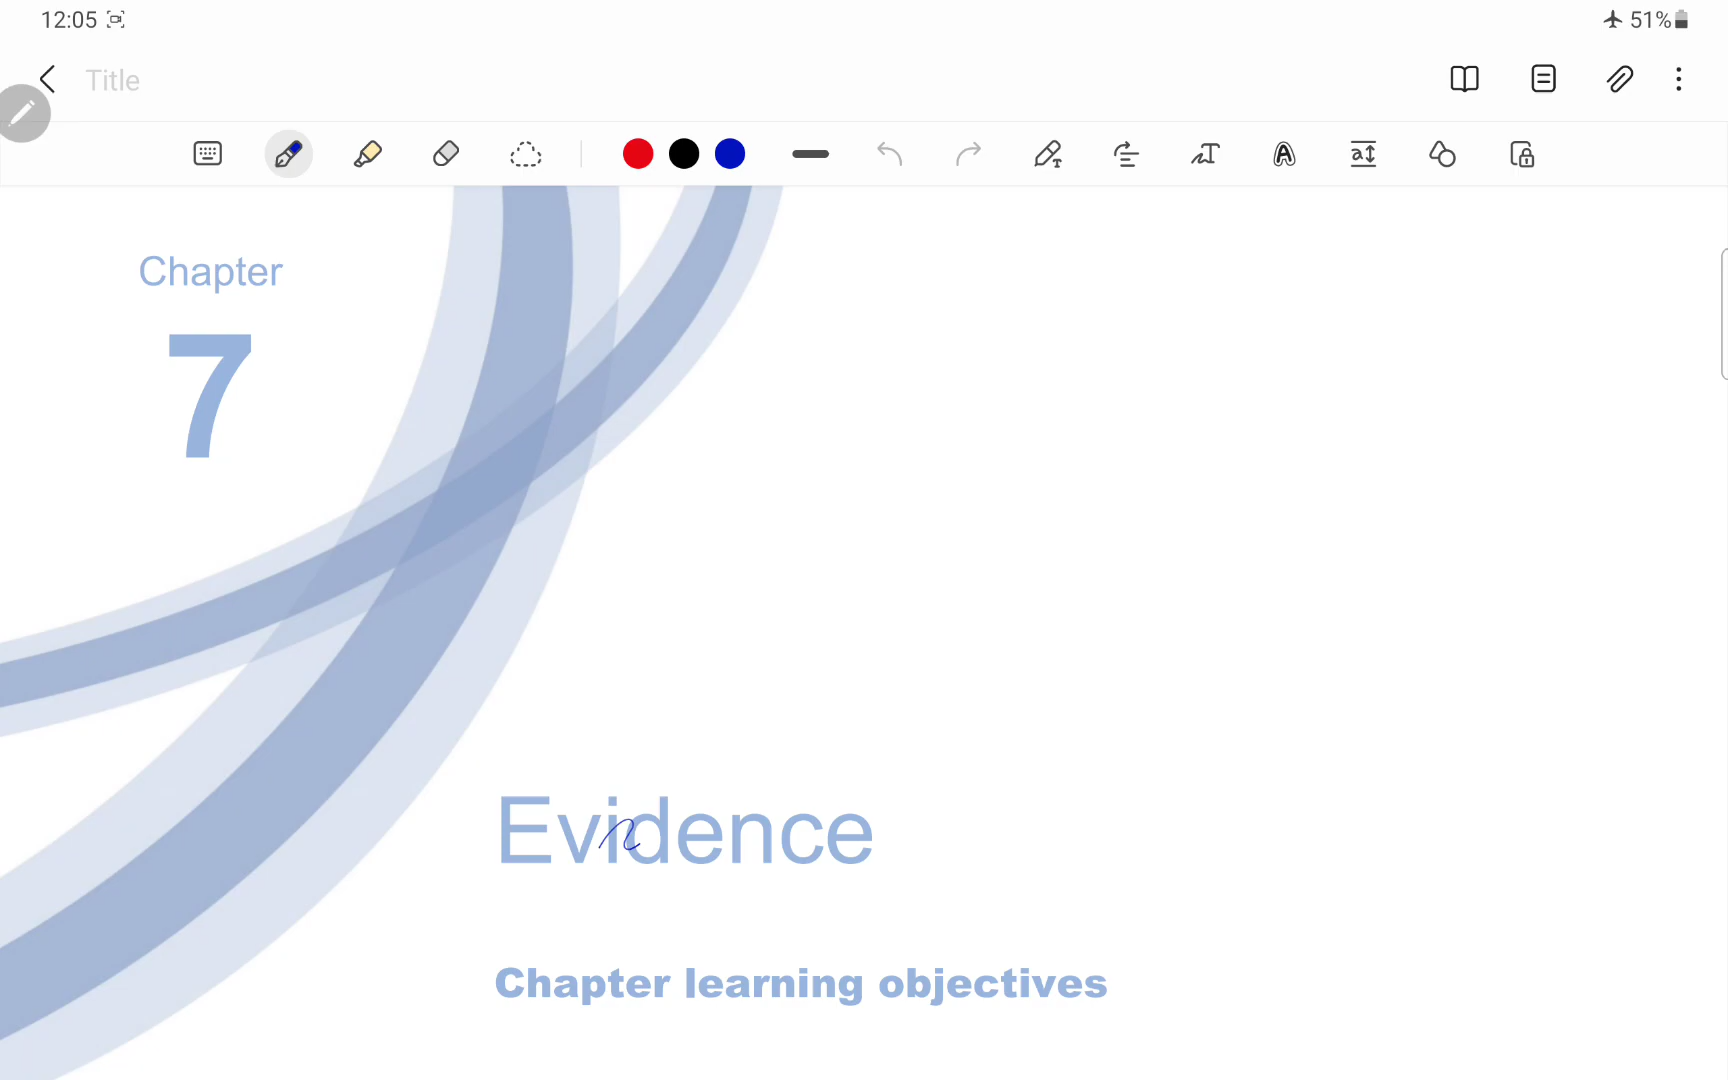 12:05
51%
Title
Chapter
7
Evidence
Chapter learning objectives